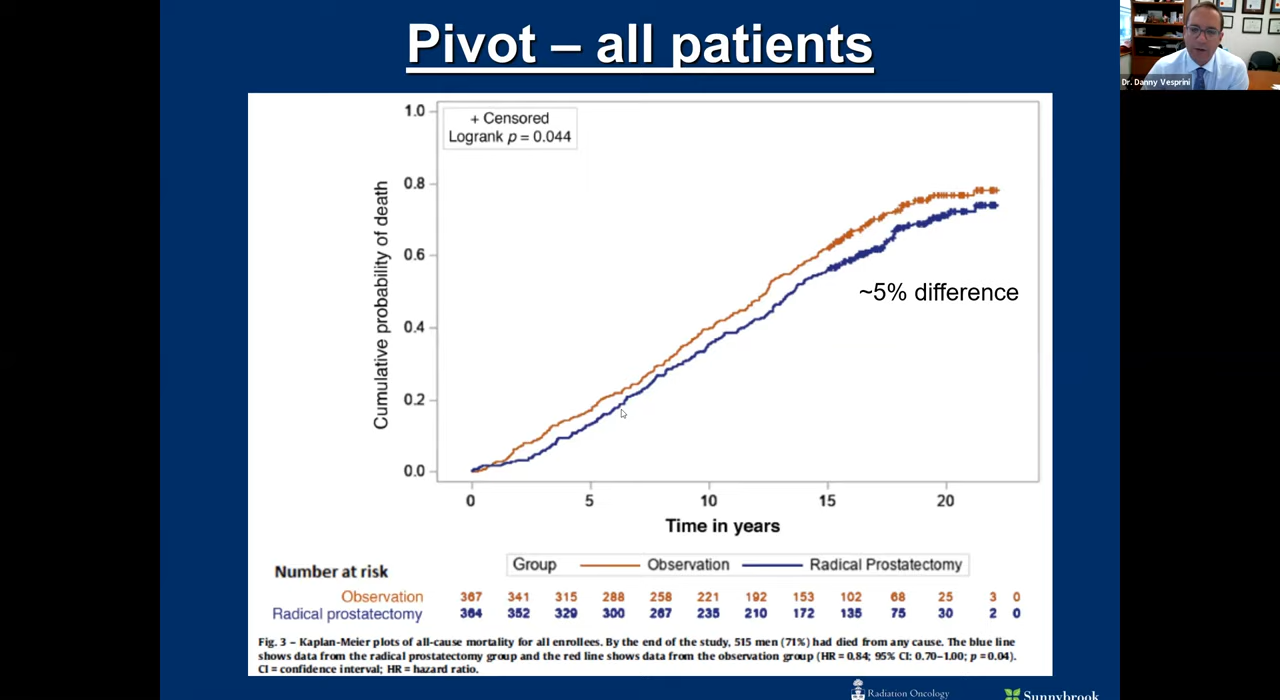 Pivot – all patients
Dr. Danny Vesprini
+ Censored
Logrank p = 0.044
1.0
0.8
0.6
0.4
0.2
0.0
Cumulative probability of death
~5% difference
0 5 10 15 20
Time in years
Group Observation Radical Prostatectomy
Number at risk
Observation 367 341 315 288 258 221 192 153 102 68 25 3 0
Radical prostatectomy 364 352 329 300 267 235 210 172 135 75 30 2 0
Fig. 3 – Kaplan-Meier plots of all-cause mortality for all enrollees. By the end of the study, 515 men (71%) had died from any cause. The blue line
shows data from the radical prostatectomy group and the red line shows data from the observation group (HR = 0.84; 95% CI: 0.70–1.00; p = 0.04).
CI = confidence interval; HR = hazard ratio.
Radiation Oncology
Sunnybrook